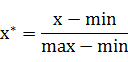 x* = (x − min) / (max − min)